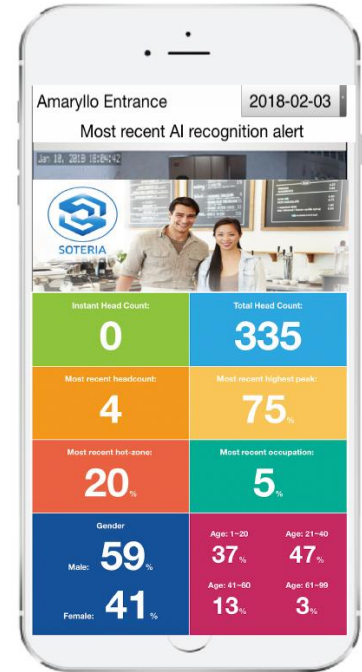 Amaryllo Entrance
2018-02-03
Most recent AI recognition alert
Jan 18, 2018 18:04:42
SOTERIA
Instant Head Count:
0
Total Head Count:
335
Most recent headcount:
4
Most recent highest peak:
75%
Most recent hot-zone:
20%
Most recent occupation:
5%
Gender
Male: 59%
Female: 41%
Age: 1~20
37%
Age: 21~40
47%
Age: 41~60
13%
Age: 61~99
3%